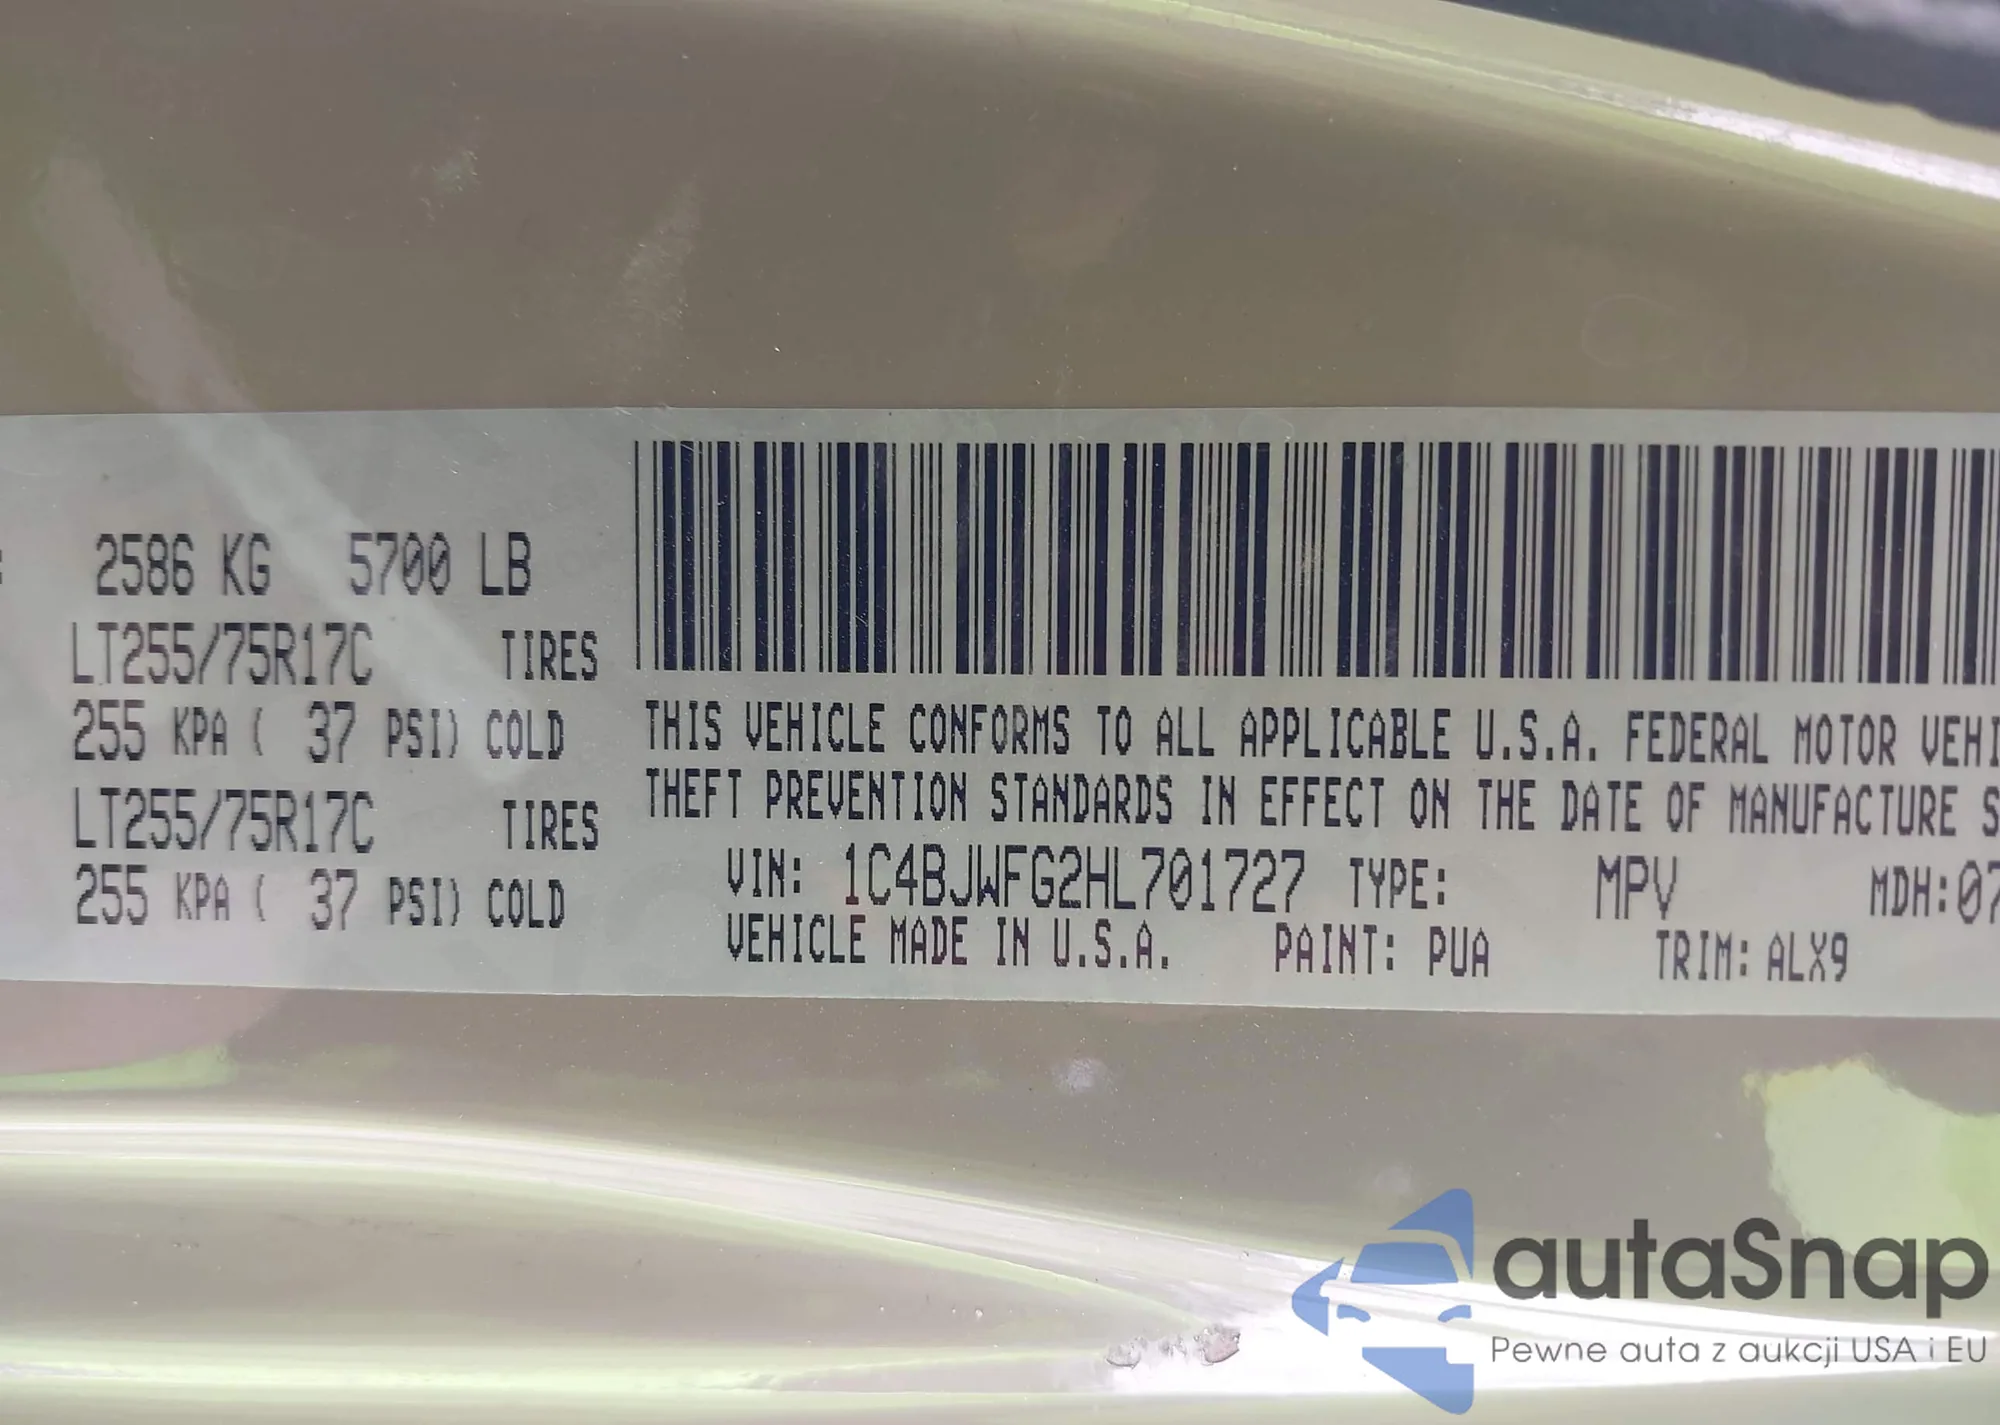 : 2586 KG 5700 LB
LT255/75R17C TIRES
255 KPA ( 37 PSI) COLD
LT255/75R17C TIRES
255 KPA ( 37 PSI) COLD
THIS VEHICLE CONFORMS TO ALL APPLICABLE U.S.A. FEDERAL MOTOR VEHI
THEFT PREVENTION STANDARDS IN EFFECT ON THE DATE OF MANUFACTURE S
VIN: 1C4BJWFG2HL701727 TYPE: MPV MDH:07
VEHICLE MADE IN U.S.A. PAINT: PUA TRIM: ALX9
autaSnap
Pewne auta z aukcji USA i EU